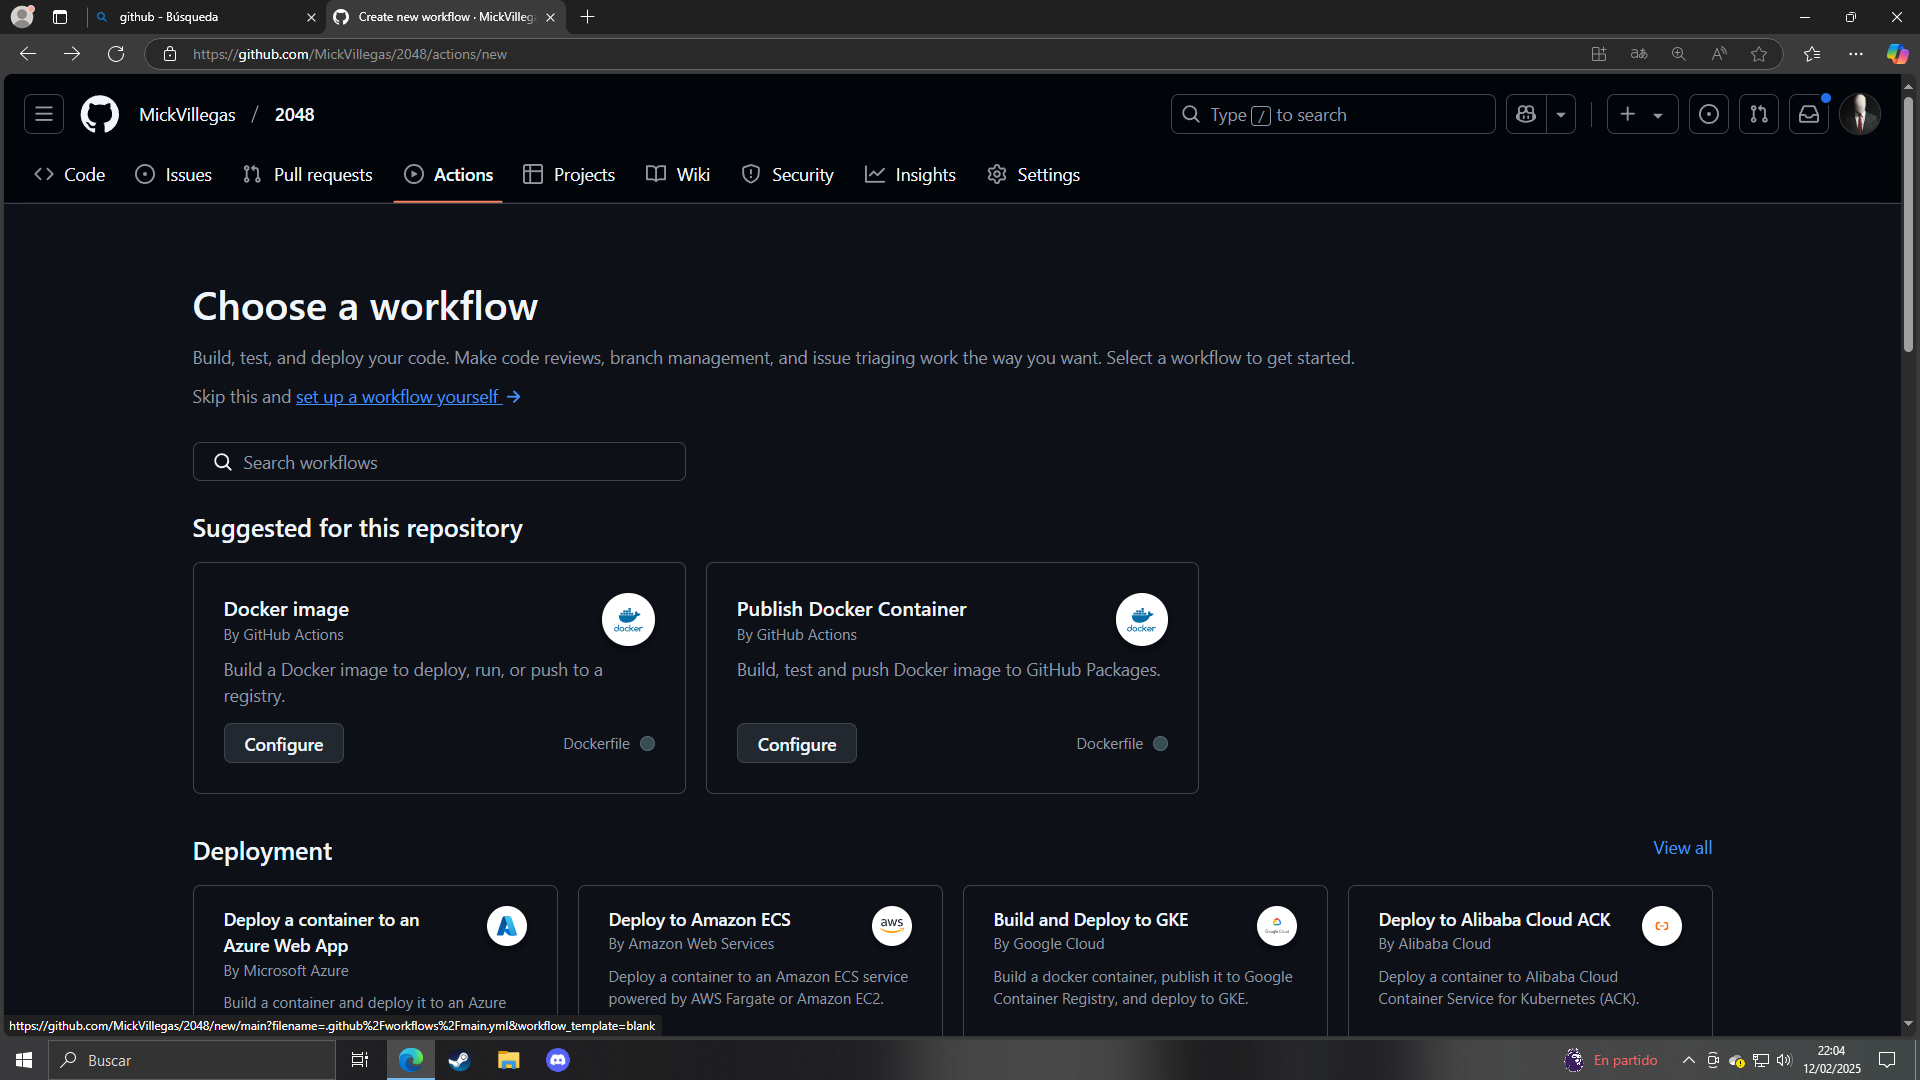 github - Búsqueda
Create new workflow · MickVilleg
https://github.com/MickVillegas/2048/actions/new
MickVillegas / 2048
Type / to search
Code
Issues
Pull requests
Actions
Projects
Wiki
Security
Insights
Settings
Choose a workflow
Build, test, and deploy your code. Make code reviews, branch management, and issue triaging work the way you want. Select a workflow to get started.
Skip this and set up a workflow yourself →
Search workflows
Suggested for this repository
Docker image
By GitHub Actions
docker
Build a Docker image to deploy, run, or push to a
registry.
Configure
Dockerfile
Publish Docker Container
By GitHub Actions
docker
Build, test and push Docker image to GitHub Packages.
Configure
Dockerfile
Deployment
View all
Deploy a container to an
Azure Web App
By Microsoft Azure
Build a container and deploy it to an Azure
Deploy to Amazon ECS
By Amazon Web Services
aws
Deploy a container to an Amazon ECS service
powered by AWS Fargate or Amazon EC2.
Build and Deploy to GKE
By Google Cloud
Google Cloud
Build a docker container, publish it to Google
Container Registry, and deploy to GKE.
Deploy to Alibaba Cloud ACK
By Alibaba Cloud
Deploy a container to Alibaba Cloud
Container Service for Kubernetes (ACK).
https://github.com/MickVillegas/2048/new/main?filename=.github%2Fworkflows%2Fmain.yml&workflow_template=blank
Buscar
En partido
22:04
12/02/2025